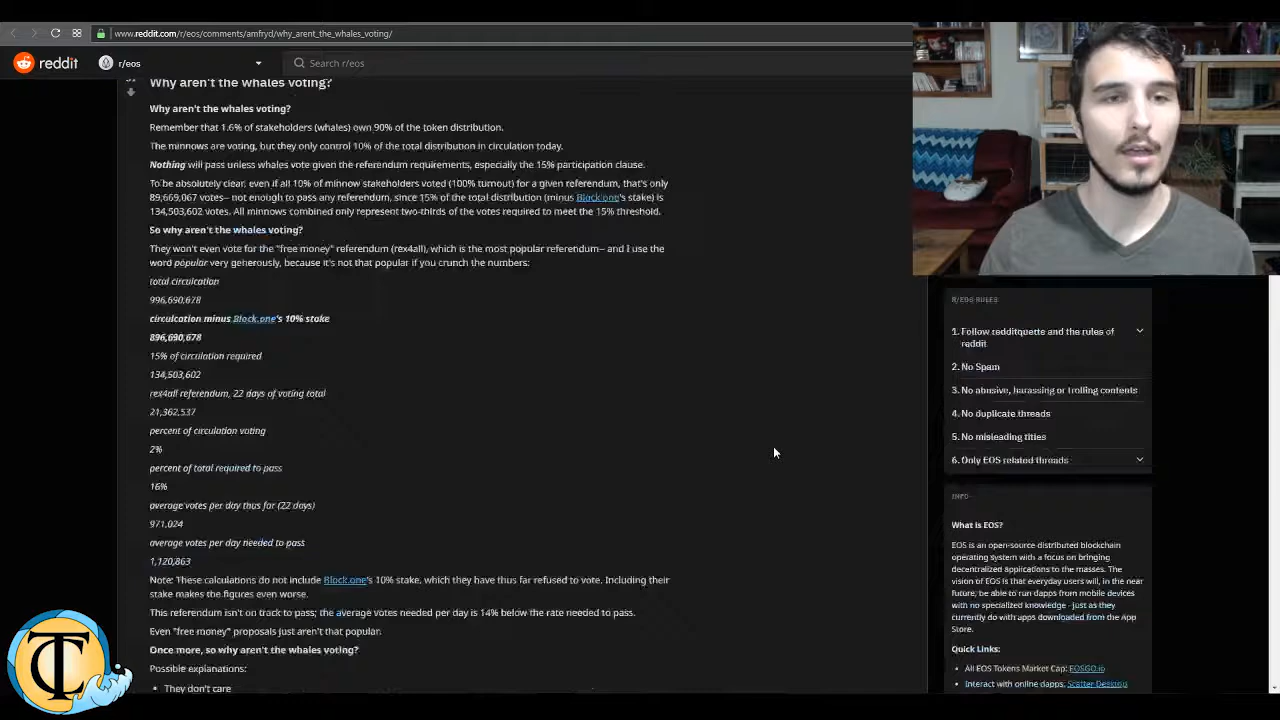 www.reddit.com/r/eos/comments/amfryd/why_arent_the_whales_voting/
reddit
r/eos
Search r/eos
Why aren't the whales voting?
Why aren't the whales voting?
Remember that 1.6% of stakeholders (whales) own 90% of the token distribution.
The minnows are voting, but they only control 10% of the total distribution in circulation today.
Nothing will pass unless whales vote given the referendum requirements, especially the 15% participation clause.
To be absolutely clear, even if all 10% of minnow stakeholders voted (100% turnout) for a given referendum, that's only
89,669,067 votes-- not enough to pass any referendum, since 15% of the total distribution (minus Block.one's stake) is
134,503,602 votes. All minnows combined only represent two-thirds of the votes required to meet the 15% threshold.
So why aren't the whales voting?
They won't even vote for the "free money" referendum (rex4all), which is the most popular referendum-- and I use the
word popular very generously, because it's not that popular if you crunch the numbers:
total circulcation
996,690,678
circulcation minus Block.one's 10% stake
896,690,678
15% of circulation required
134,503,602
rex4all referendum, 22 days of voting total
21,362,537
percent of circulation voting
2%
percent of total required to pass
16%
average votes per day thus far (22 days)
971,024
average votes per day needed to pass
1,120,863
Note: These calculations do not include Block.one's 10% stake, which they have thus far refused to vote. Including their
stake makes the figures even worse.
This referendum isn't on track to pass; the average votes needed per day is 14% below the rate needed to pass.
Even "free money" proposals just aren't that popular.
Once more, so why aren't the whales voting?
Possible explanations:
• They don't care
R/EOS RULES
1. Follow redditquette and the rules of
reddit
2. No Spam
3. No abusive, harassing or trolling contents
4. No duplicate threads
5. No misleading titles
6. Only EOS related threads
INFO
What is EOS?
EOS is an open-source distributed blockchain
operating system with a focus on bringing
decentralized applications to the masses. The
vision of EOS is that everyday users will, in the near
future, be able to run dapps from mobile devices
with no specialized knowledge - just as they
currently do with apps downloaded from the App
Store.
Quick Links:
• All EOS Tokens Market Cap: EOSGO.io
• Interact with online dapps: Scatter Desktop
TC